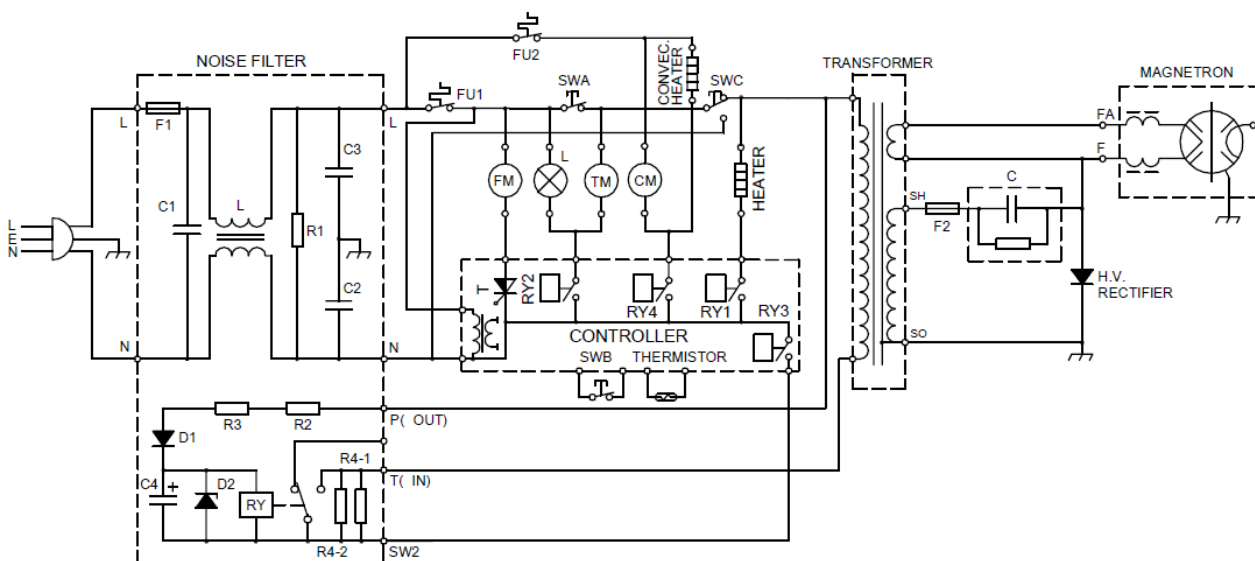 NOISE FILTER
L
F1
C1
L
R1
C3
C2
N
L
E
N
L
N
FU1
FU2
SWA
CONVEC.
HEATER
SWC
FM
L
TM
CM
HEATER
T
RY2
RY4
RY1
RY3
CONTROLLER
SWB
THERMISTOR
TRANSFORMER
MAGNETRON
FA
F
SH
F2
C
H.V.
RECTIFIER
SO
D1
R3
R2
P( OUT)
C4
+
D2
RY
R4-1
T( IN)
R4-2
SW2